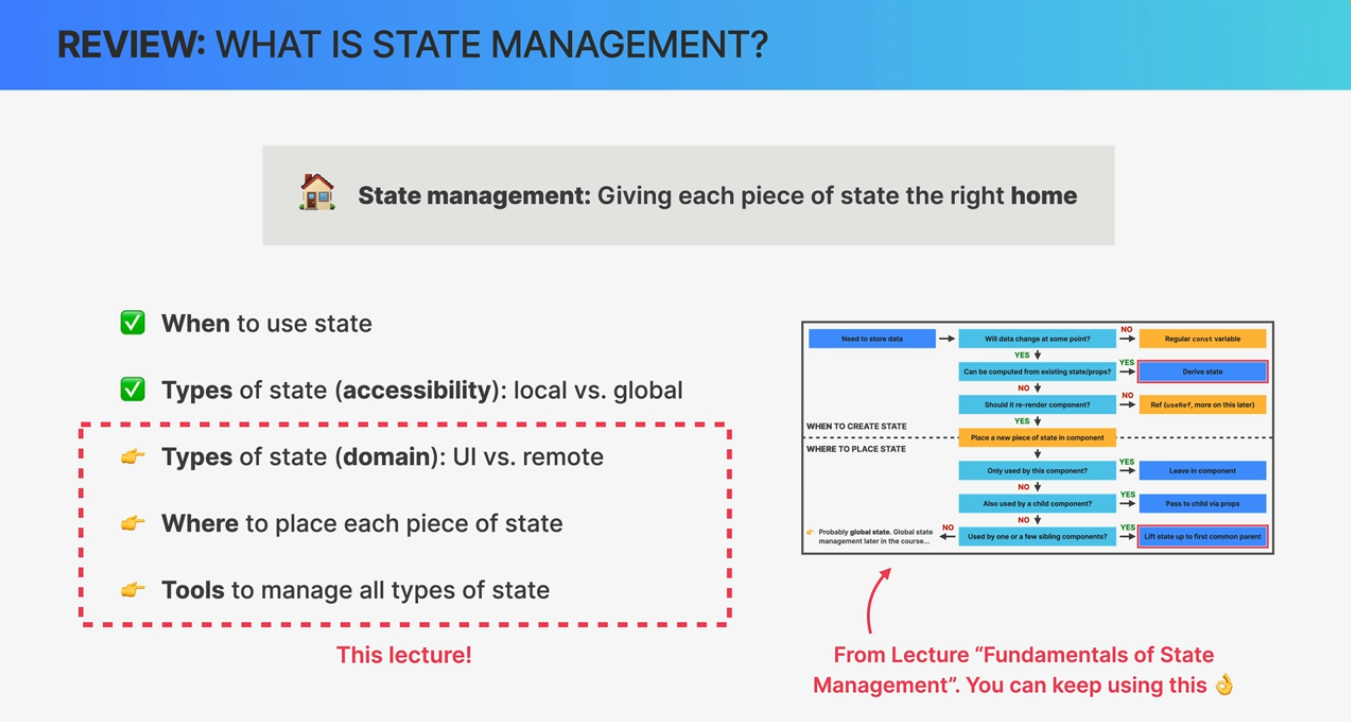 REVIEW: WHAT IS STATE MANAGEMENT?
State management: Giving each piece of state the right home
When to use state
Types of state (accessibility): local vs. global
Types of state (domain): UI vs. remote
Where to place each piece of state
Tools to manage all types of state
This lecture!
Need to store data
Will data change at some point?
NO
Regular const variable
YES
Can be computed from existing state/props?
YES
Derive state
NO
Should it re-render component?
NO
Ref (useRef, more on this later)
YES
WHEN TO CREATE STATE
Place a new piece of state in component
WHERE TO PLACE STATE
Only used by this component?
YES
Leave in component
NO
Also used by a child component?
YES
Pass to child via props
NO
Used by one or a few sibling components?
YES
Lift state up to first common parent
NO
Probably global state. Global state
management later in the course...
From Lecture “Fundamentals of State
Management”. You can keep using this 👌